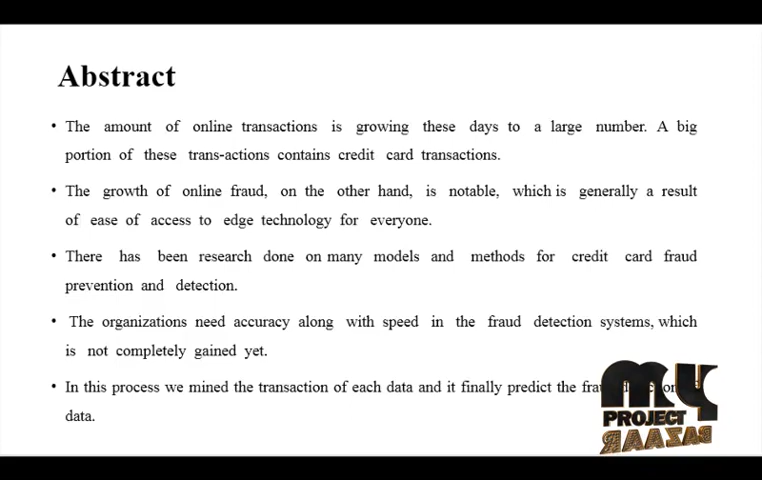 Abstract
• The amount of online transactions is growing these days to a large number. A big
portion of these trans-actions contains credit card transactions.
• The growth of online fraud, on the other hand, is notable, which is generally a result
of ease of access to edge technology for everyone.
• There has been research done on many models and methods for credit card fraud
prevention and detection.
• The organizations need accuracy along with speed in the fraud detection systems, which
is not completely gained yet.
• In this process we mined the transaction of each data and it finally predict the
data.
MY
PROJECT
BAZAAR